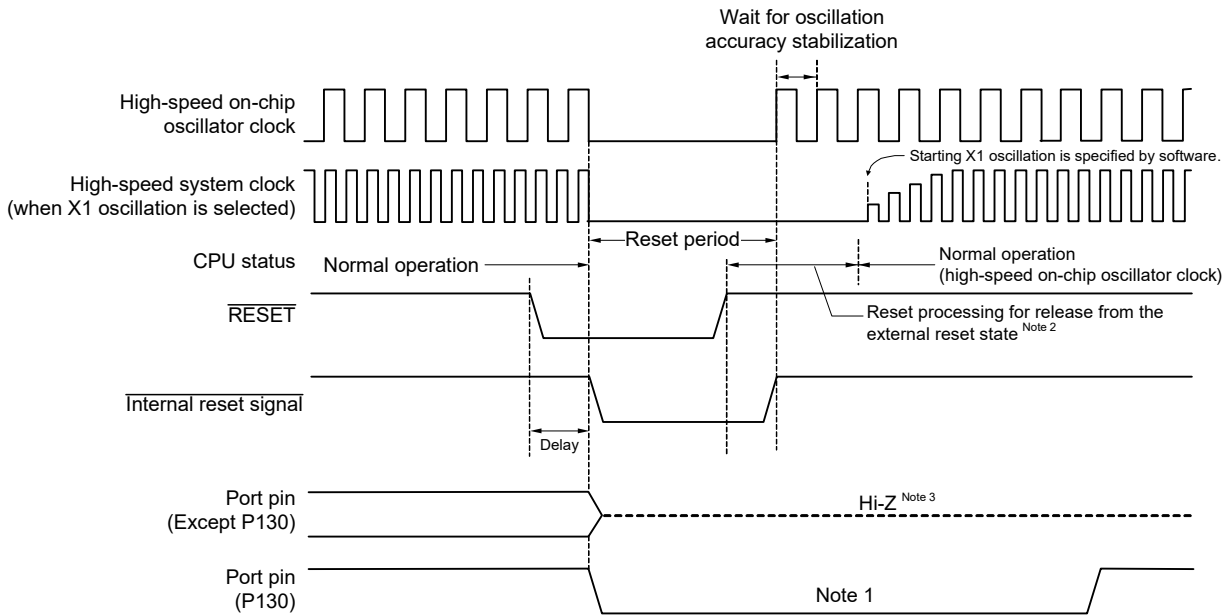 Wait for oscillation
accuracy stabilization
High-speed on-chip
oscillator clock
Starting X1 oscillation is specified by software.
High-speed system clock
(when X1 oscillation is selected)
Reset period
CPU status
Normal operation
Normal operation
(high-speed on-chip oscillator clock)
RESET
Reset processing for release from the
external reset state Note 2
Internal reset signal
Delay
Port pin
(Except P130)
Hi-Z Note 3
Port pin
(P130)
Note 1